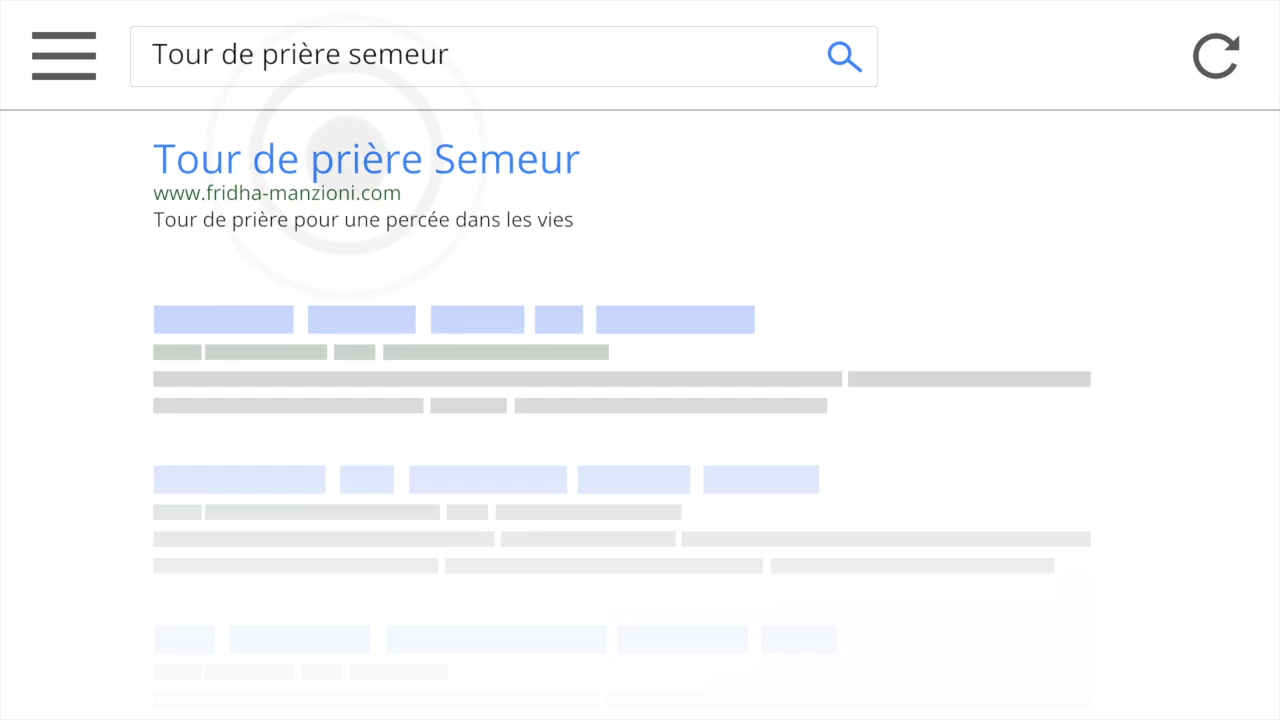 Tour de prière semeur
Tour de prière Semeur
www.fridha-manzioni.com
Tour de prière pour une percée dans les vies